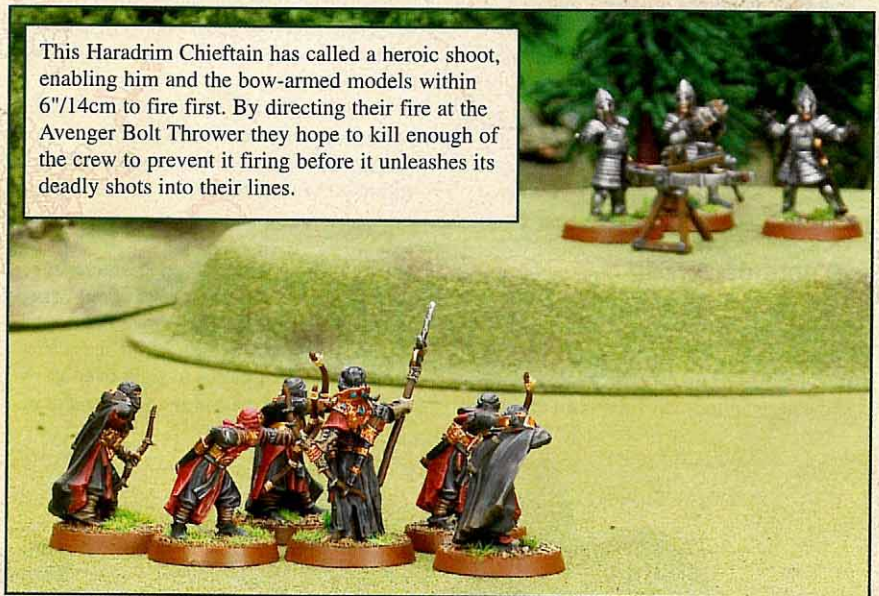 This Haradrim Chieftain has called a heroic shoot,
enabling him and the bow-armed models within
6"/14cm to fire first. By directing their fire at the
Avenger Bolt Thrower they hope to kill enough of
the crew to prevent it firing before it unleashes its
deadly shots into their lines.